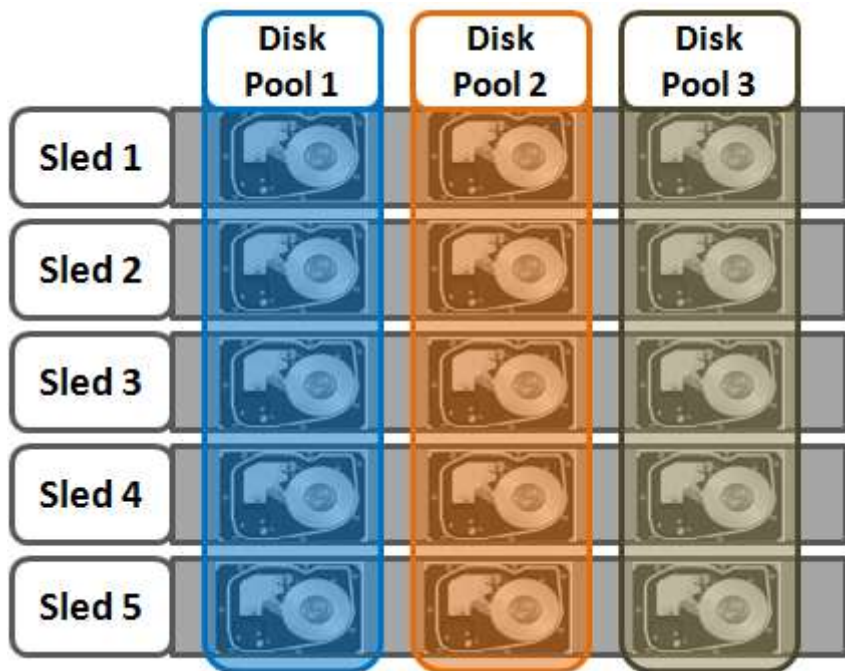 Disk
Pool 1
Disk
Pool 2
Disk
Pool 3
Sled 1
Sled 2
Sled 3
Sled 4
Sled 5